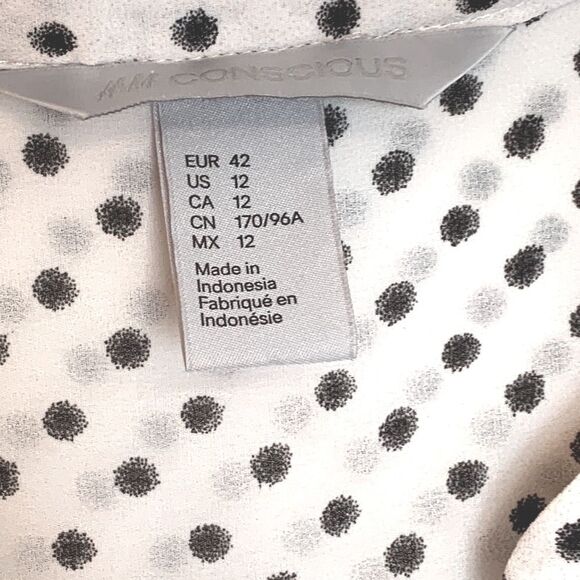 H&M CONSCIOUS
EUR 42
US 12
CA 12
CN 170/96A
MX 12
Made in
Indonesia
Fabriqué en
Indonésie